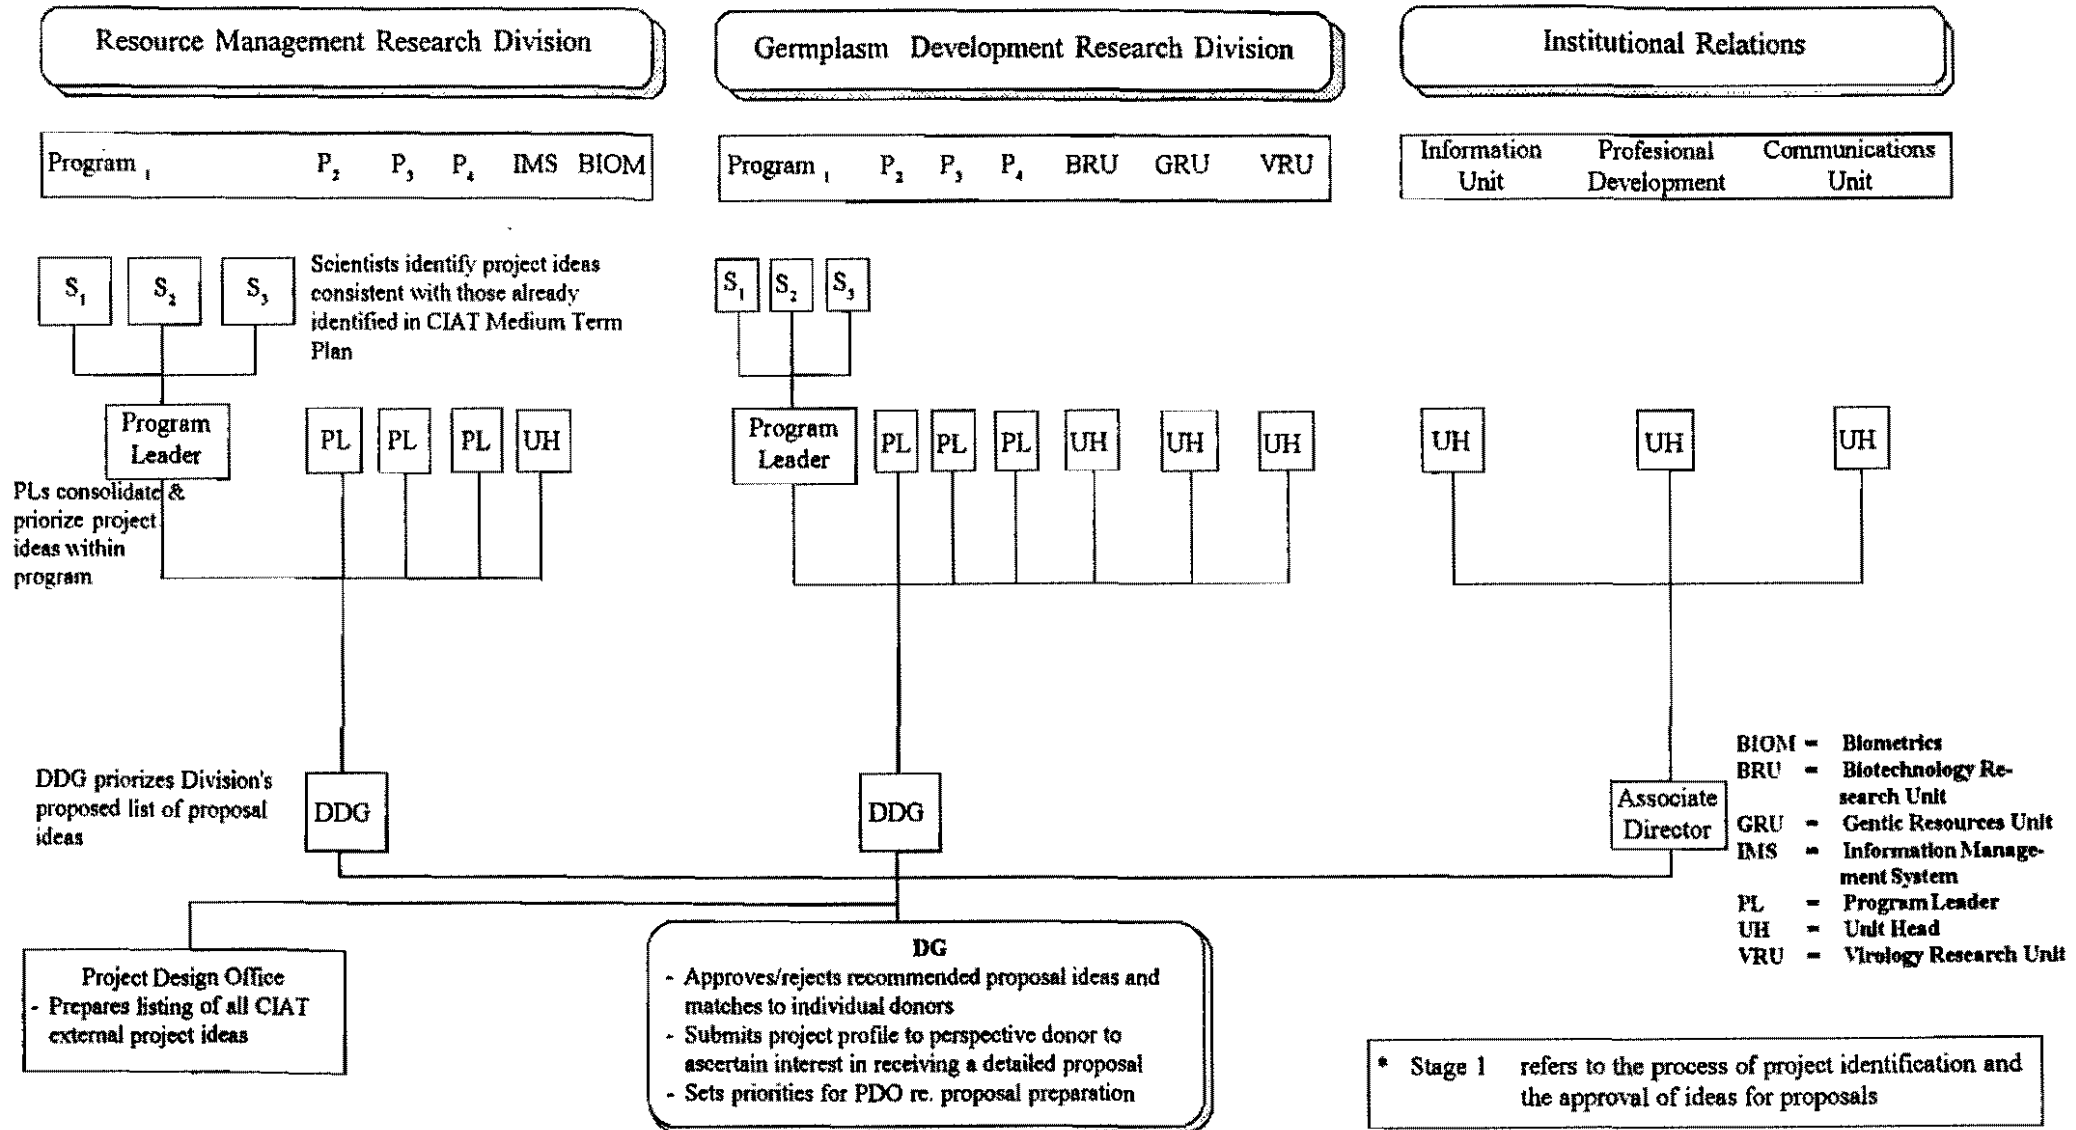 Resource Management Research Division
Germplasm Development Research Division
Institutional Relations
Program 1 P2 P3 P4 IMS BIOM
Program 1 P2 P3 P4 BRU GRU VRU
Information Unit
Profesional Development
Communications Unit
S1 S2 S3
Scientists identify project ideas
consistent with those already
identified in CIAT Medium Term
Plan
S1 S2 S3
Program
Leader
PL PL PL UH
Program
Leader
PL PL PL UH UH UH
UH UH UH
PLs consolidate &
priorize project
ideas within
program
DDG priorizes Division's
proposed list of proposal
ideas
DDG
DDG
Associate
Director
BIOM = Biometrics
BRU = Biotechnology Re-
search Unit
GRU = Gentic Resources Unit
IMS = Information Manage-
ment System
PL = Program Leader
UH = Unit Head
VRU = Virology Research Unit
Project Design Office
- Prepares listing of all CIAT
external project ideas
DG
- Approves/rejects recommended proposal ideas and
matches to individual donors
- Submits project profile to perspective donor to
ascertain interest in receiving a detailed proposal
- Sets priorities for PDO re. proposal preparation
* Stage 1 refers to the process of project identification and
the approval of ideas for proposals